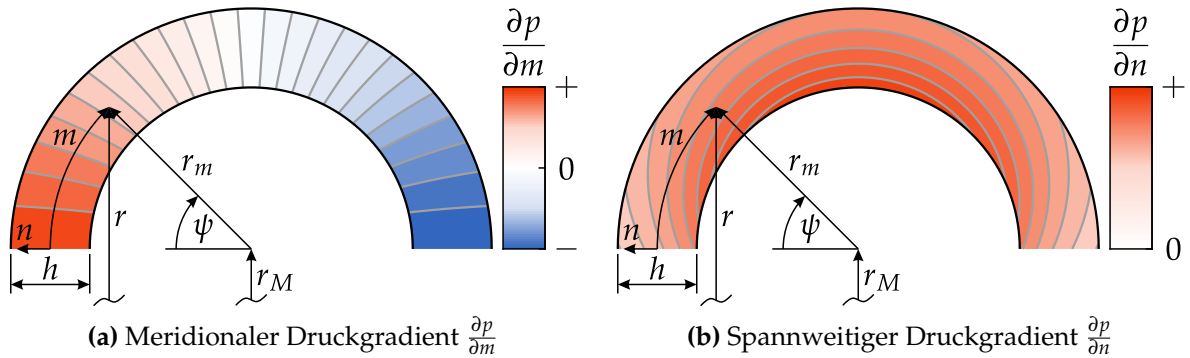 ∂p/∂m
+
0
−
m
r_m
r
n
ψ
h
r_M
(a) Meridionaler Druckgradient ∂p/∂m
∂p/∂n
+
0
m
r_m
r
n
ψ
h
r_M
(b) Spannweitiger Druckgradient ∂p/∂n